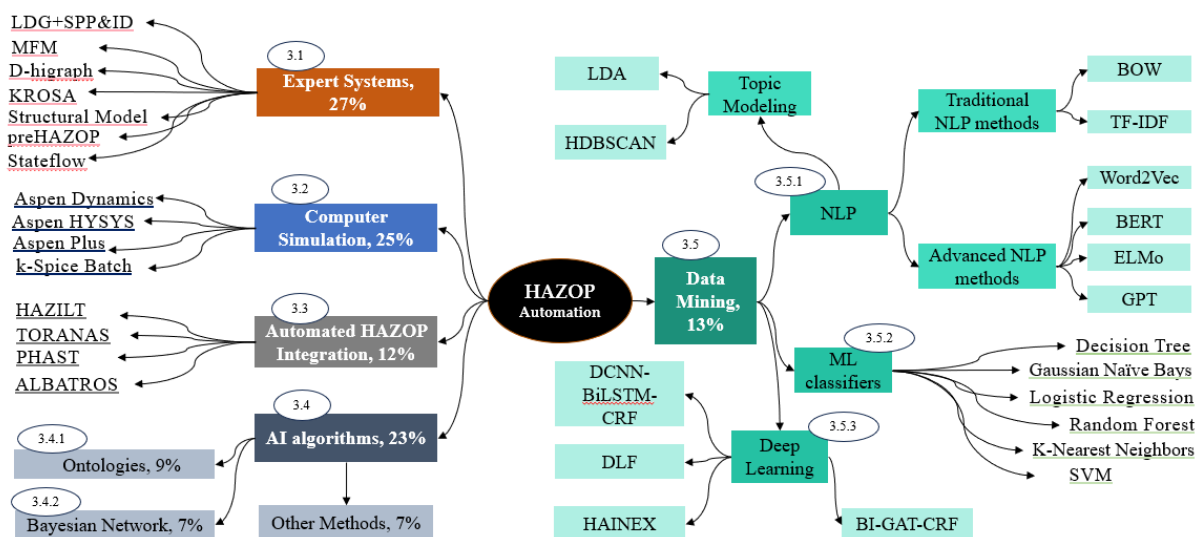 LDG+SPP&ID
MFM
D-higraph
KROSA
Structural Model
preHAZOP
Stateflow
3.1
Expert Systems,
27%
Aspen Dynamics
Aspen HYSYS
Aspen Plus
k-Spice Batch
3.2
Computer
Simulation, 25%
HAZILT
TORANAS
PHAST
ALBATROS
3.3
Automated HAZOP
Integration, 12%
3.4
AI algorithms, 23%
3.4.1
Ontologies, 9%
3.4.2
Bayesian Network, 7%
Other Methods, 7%
HAZOP
Automation
3.5
Data
Mining,
13%
LDA
HDBSCAN
Topic
Modeling
3.5.1
NLP
Traditional
NLP methods
BOW
TF-IDF
Advanced NLP
methods
Word2Vec
BERT
ELMo
GPT
3.5.2
ML
classifiers
Decision Tree
Gaussian Naïve Bays
Logistic Regression
Random Forest
K-Nearest Neighbors
SVM
3.5.3
Deep
Learning
DCNN-
BiLSTM-
CRF
DLF
HAINEX
BI-GAT-CRF